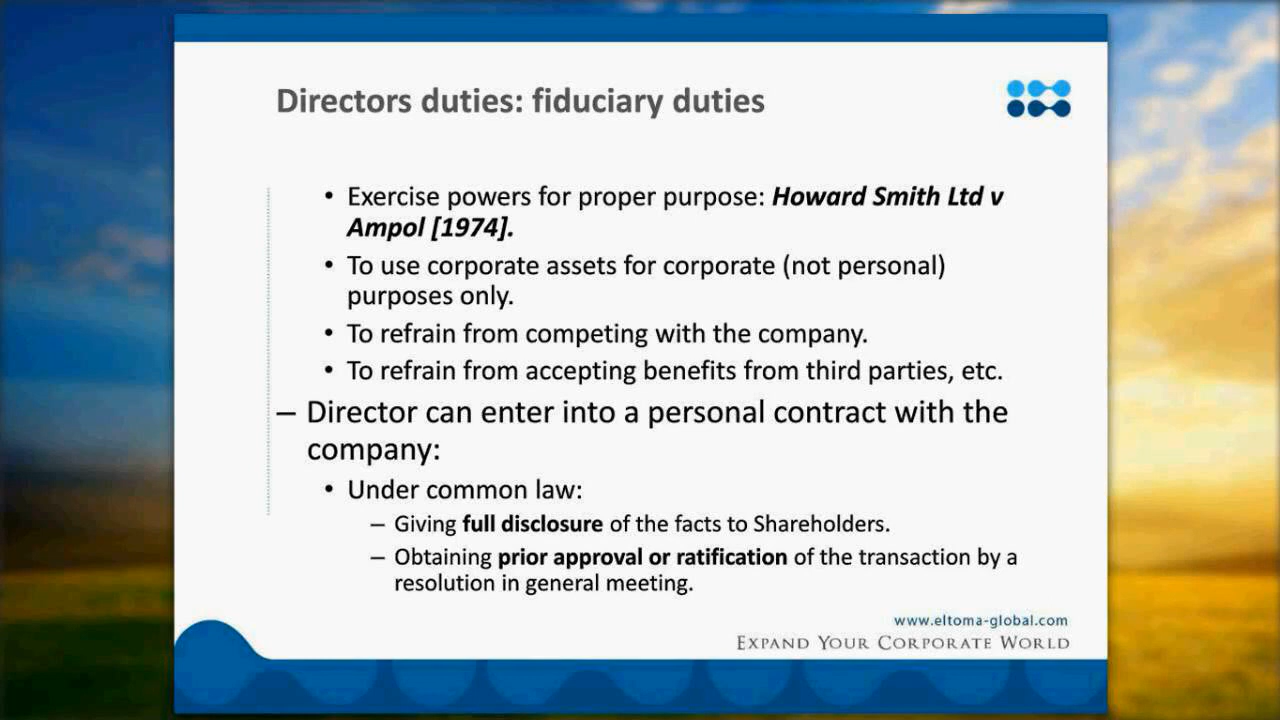 Directors duties: fiduciary duties
• Exercise powers for proper purpose: Howard Smith Ltd v
Ampol [1974].
• To use corporate assets for corporate (not personal)
purposes only.
• To refrain from competing with the company.
• To refrain from accepting benefits from third parties, etc.
– Director can enter into a personal contract with the
company:
• Under common law:
– Giving full disclosure of the facts to Shareholders.
– Obtaining prior approval or ratification of the transaction by a
resolution in general meeting.
www.eltoma-global.com
Expand Your Corporate World